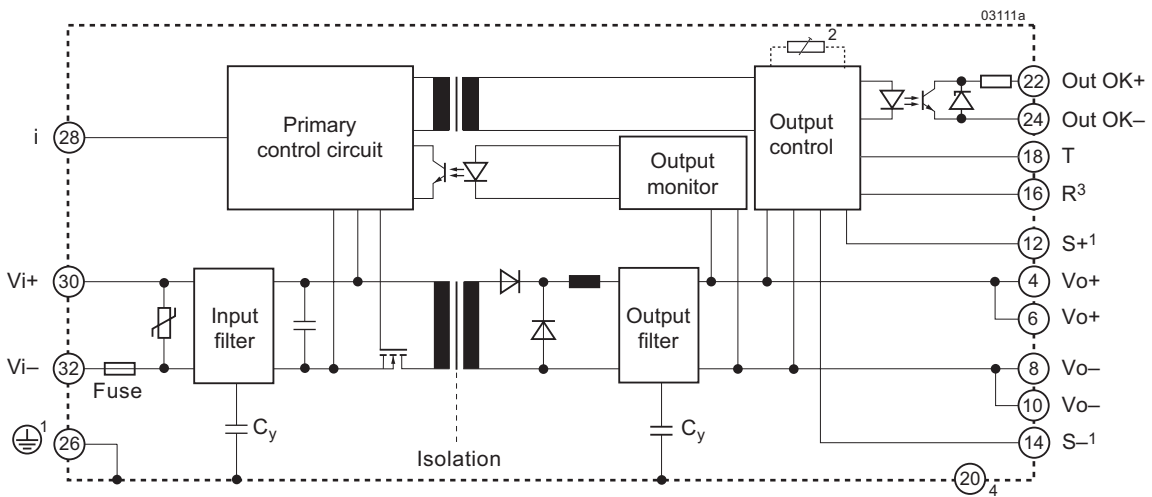 03111a
2
22 Out OK+
Primary
control circuit
Output
control
24 Out OK–
i 28
Output
monitor
18 T
16 R3
12 S+1
Vi+ 30
4 Vo+
Input
filter
Output
filter
6 Vo+
Vi– 32
Fuse
8 Vo–
10 Vo–
Cy
Cy
1 26
14 S–1
Isolation
20 4